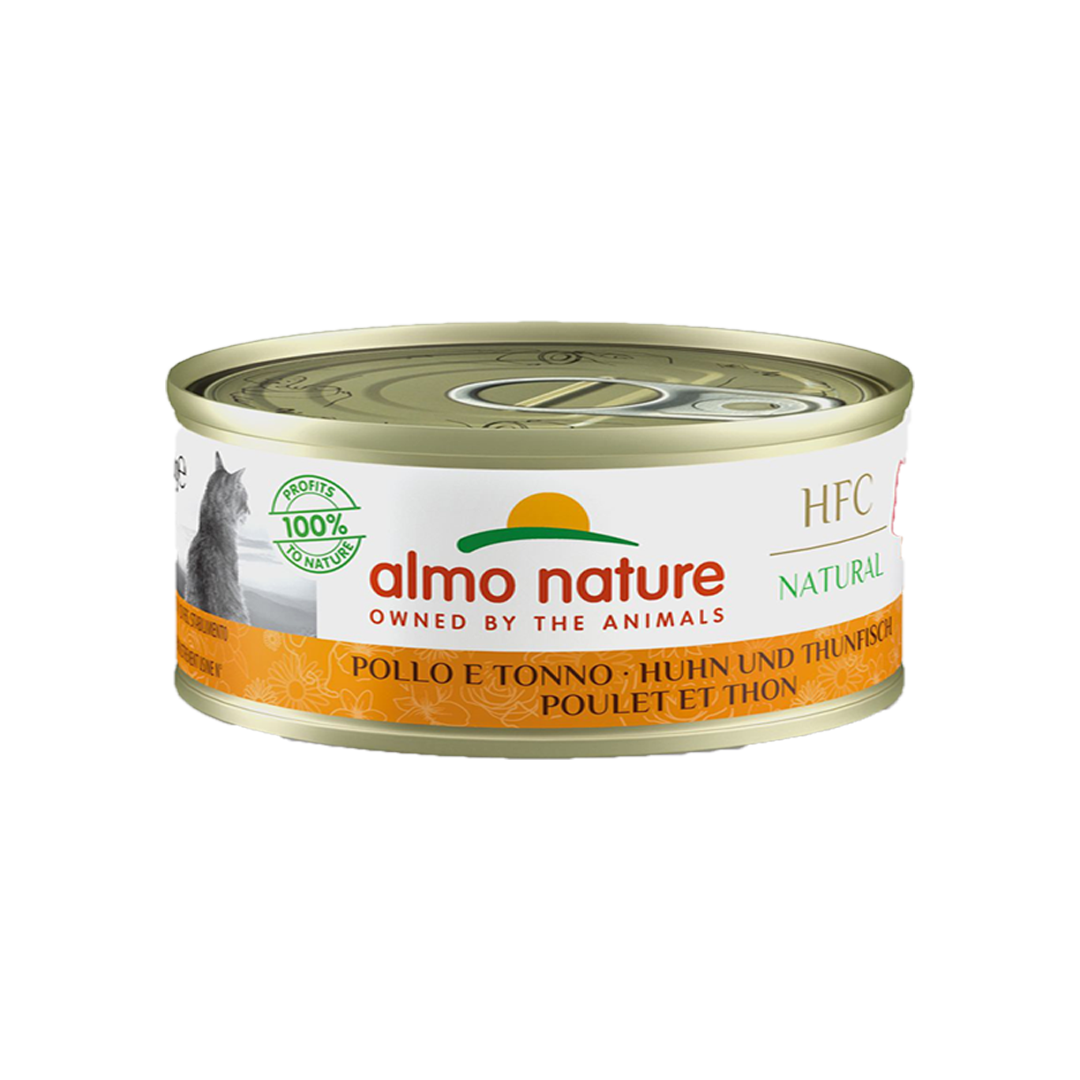 PROFITS
100%
TO NATURE
almo nature
OWNED BY THE ANIMALS
HFC
NATURAL
POLLO E TONNO · HUHN UND THUNFISCH
POULET ET THON